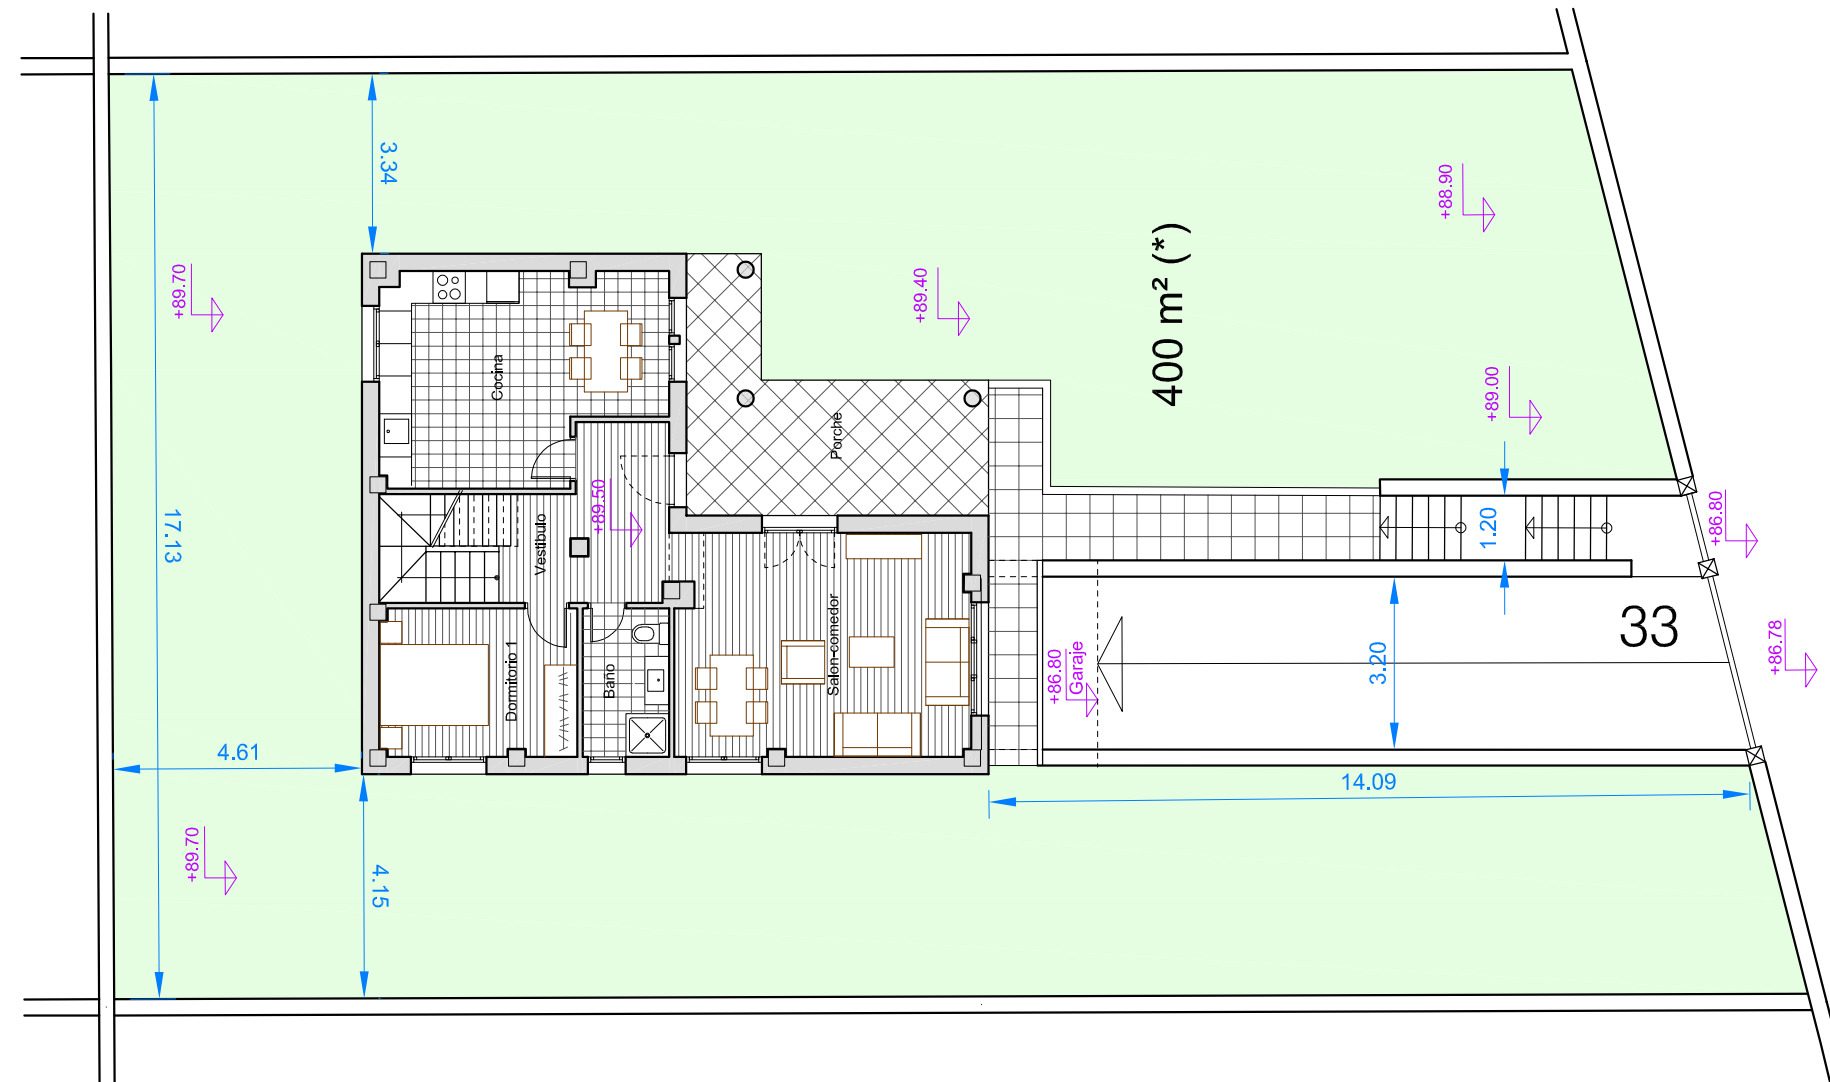 3.34
+88.90
+89.70
+89.40
400 m² (*)
+89.00
Cocina
Porche
17.13
+89.50
Vestibulo
1.20
+86.80
33
+86.78
Dormitorio 1
Baño
Salon-comedor
+86.80
Garaje
3.20
4.61
14.09
+89.70
4.15